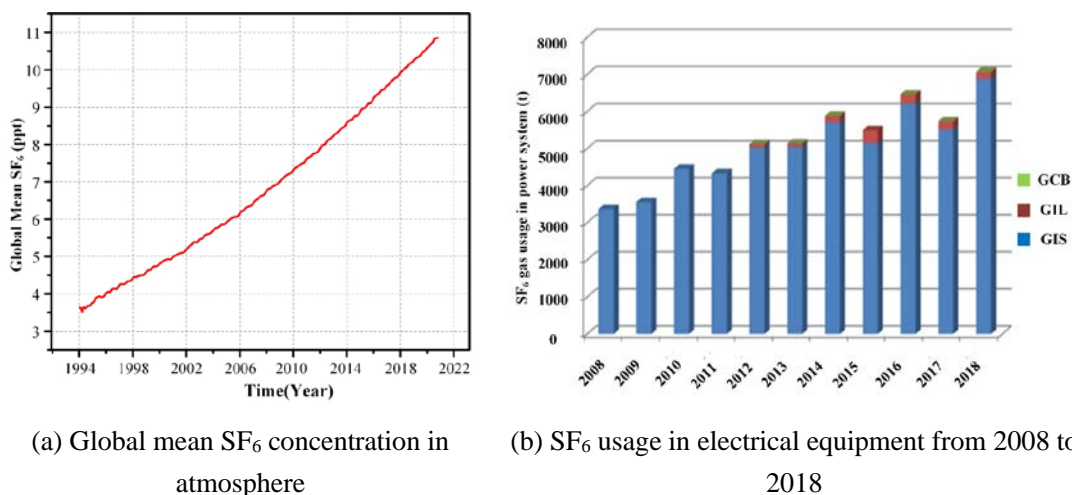 11
10
9
8
7
6
5
4
3
Global Mean SF₆ (ppt)
1994 1998 2002 2006 2010 2014 2018 2022
Time(Year)
8000
7000
6000
5000
4000
3000
2000
1000
0
SF₆ gas usage in power system (t)
2008 2009 2010 2011 2012 2013 2014 2015 2016 2017 2018
GCB
GIL
GIS
(a) Global mean SF₆ concentration in
atmosphere
(b) SF₆ usage in electrical equipment from 2008 to
2018